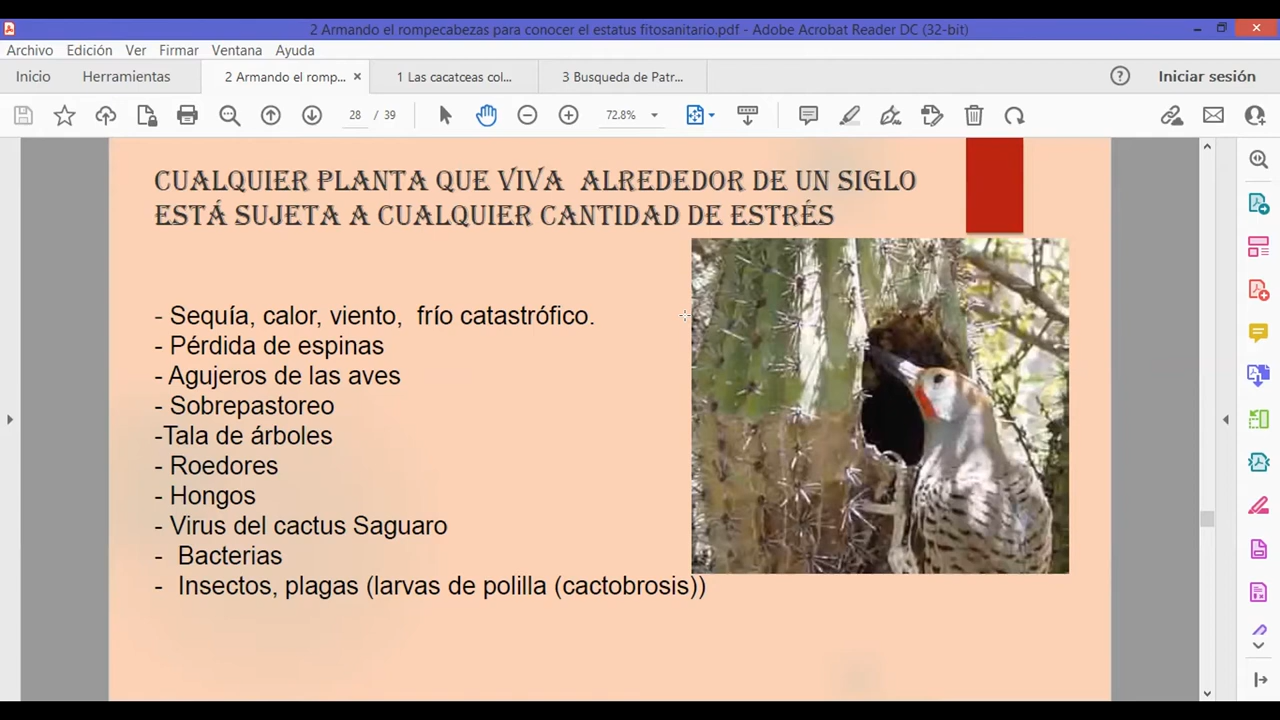 2 Armando el rompecabezas para conocer el estatus fitosanitario.pdf - Adobe Acrobat Reader DC (32-bit)
Archivo Edición Ver Firmar Ventana Ayuda
Inicio Herramientas 2 Armando el romp... × 1 Las cacatceas col... 3 Busqueda de Patr... Iniciar sesión
28 / 39 72.8%
CUALQUIER PLANTA QUE VIVA ALREDEDOR DE UN SIGLO
ESTÁ SUJETA A CUALQUIER CANTIDAD DE ESTRÉS
- Sequía, calor, viento, frío catastrófico.
- Pérdida de espinas
- Agujeros de las aves
- Sobrepastoreo
-Tala de árboles
- Roedores
- Hongos
- Virus del cactus Saguaro
- Bacterias
- Insectos, plagas (larvas de polilla (cactobrosis))